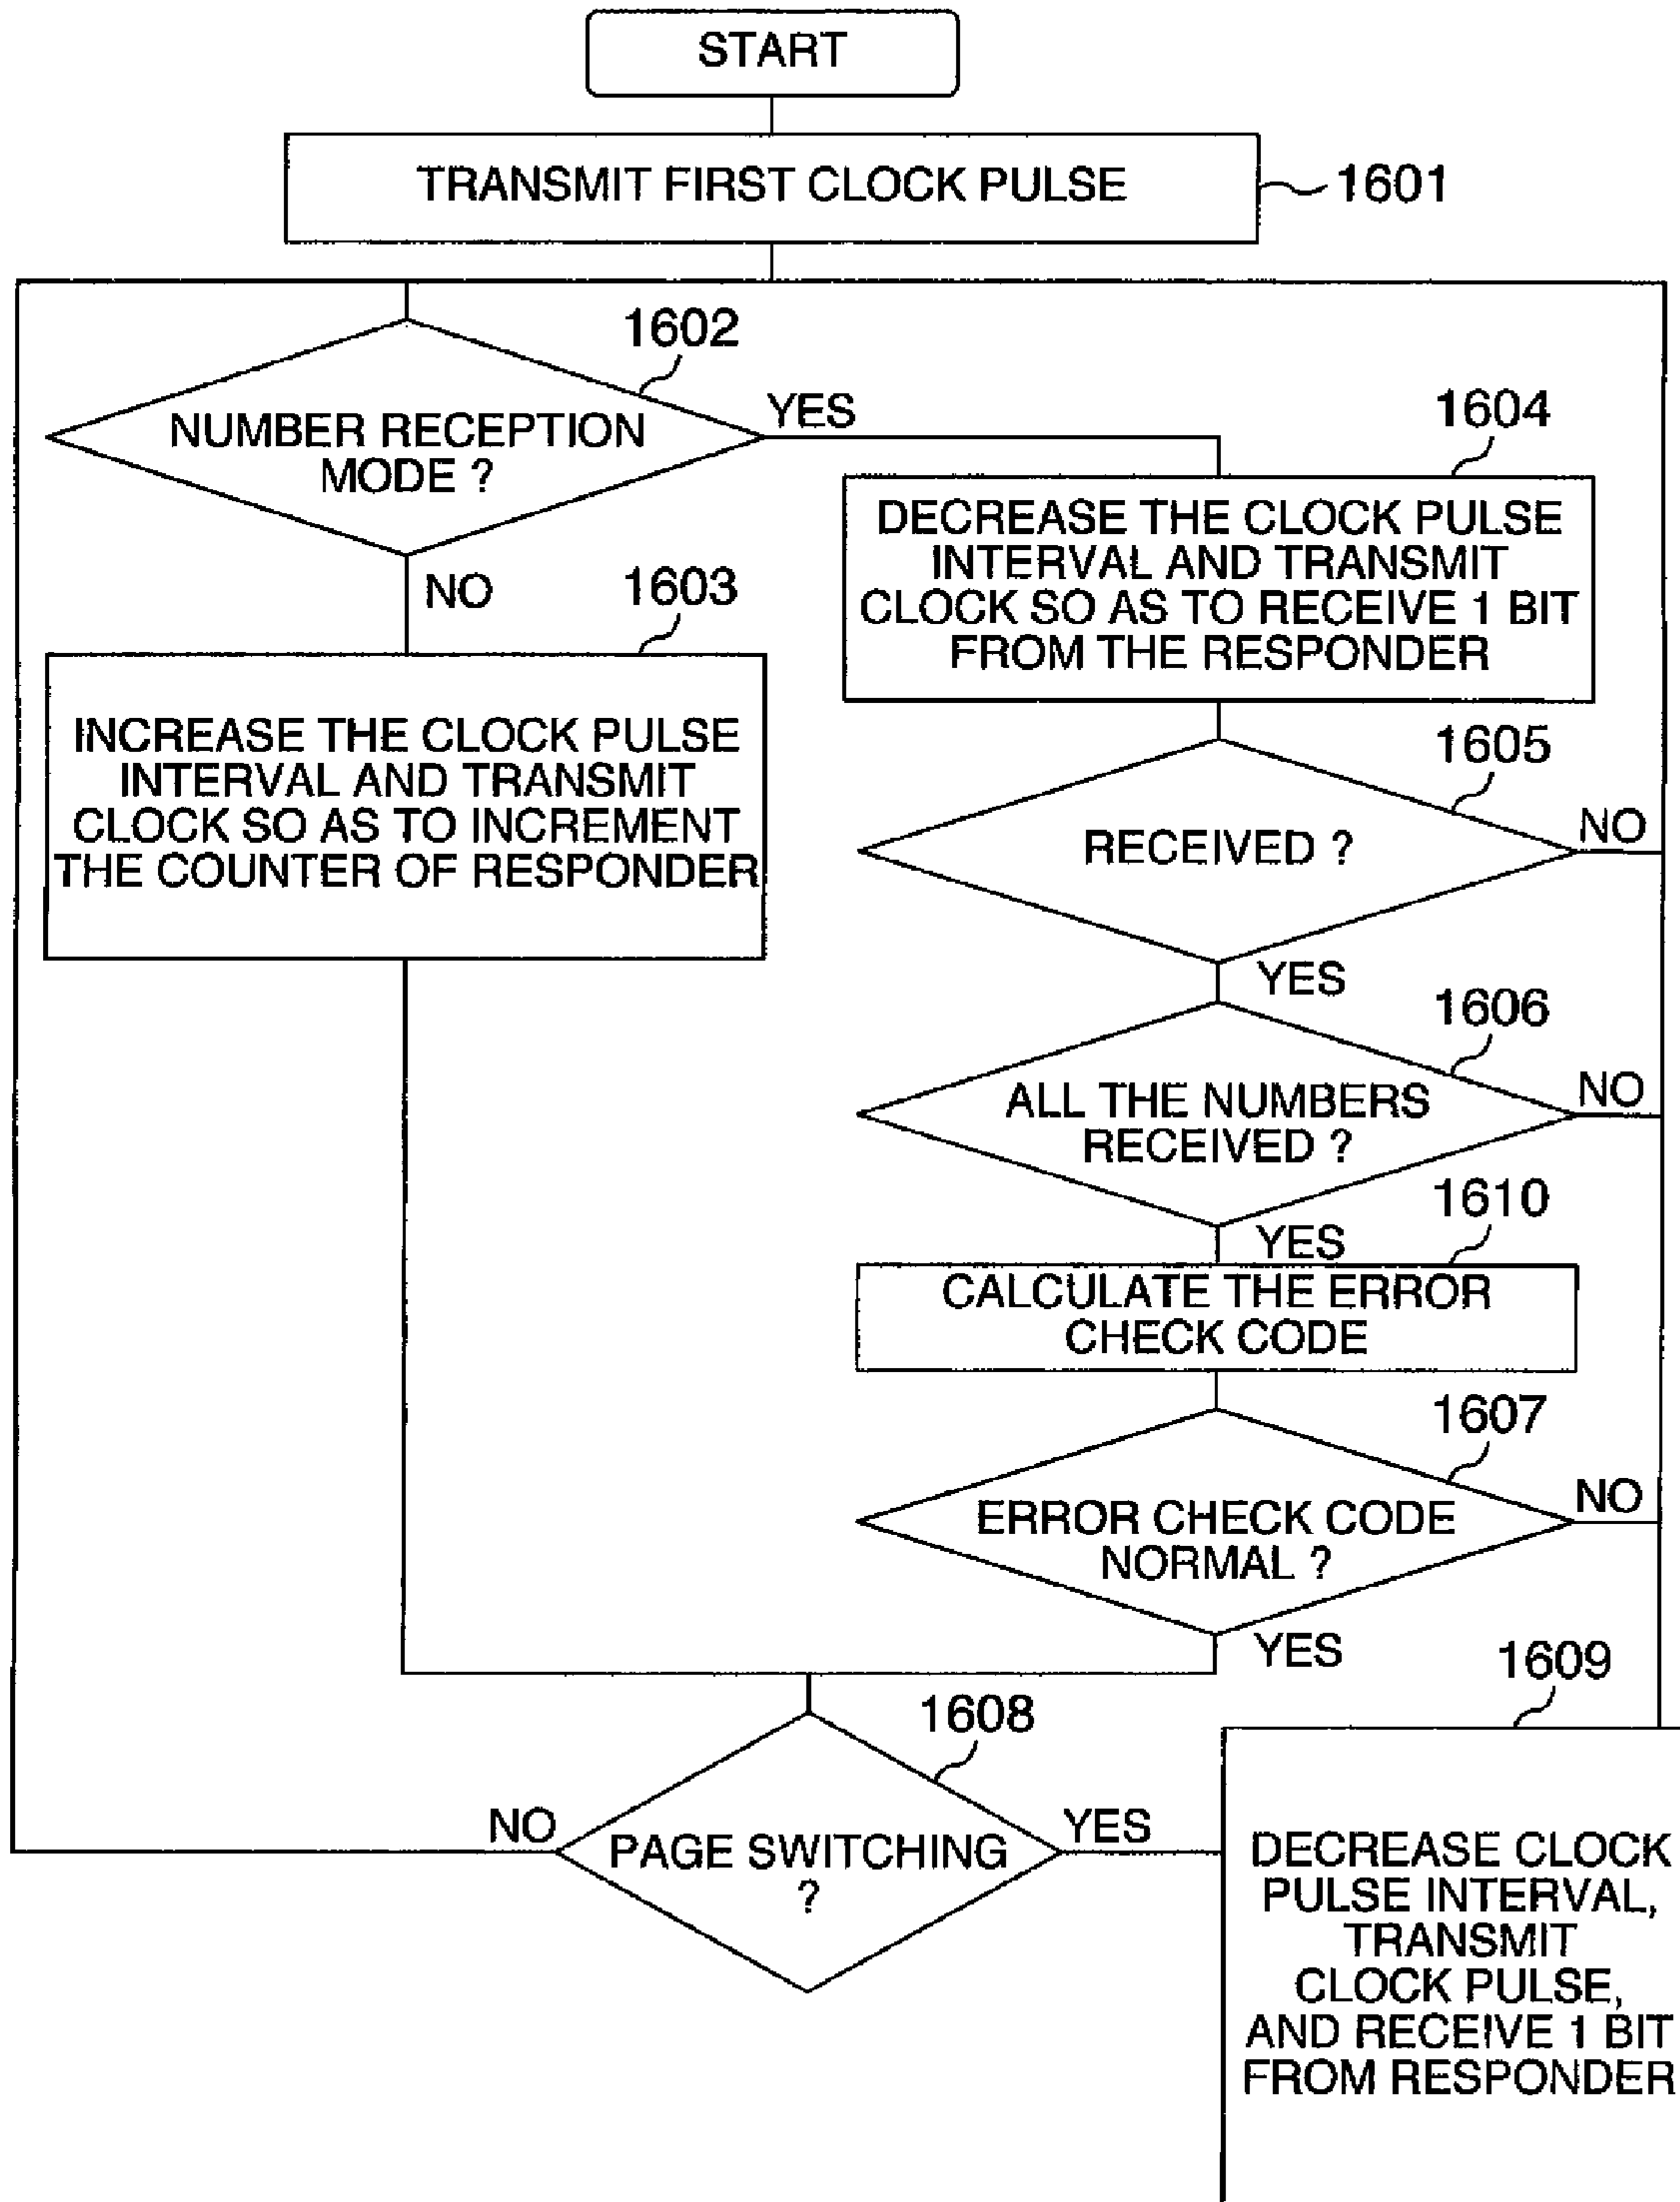 START
TRANSMIT FIRST CLOCK PULSE
1601
1602
NUMBER RECEPTION
MODE ?
YES
NO
1603
INCREASE THE CLOCK PULSE
INTERVAL AND TRANSMIT
CLOCK SO AS TO INCREMENT
THE COUNTER OF RESPONDER
1604
DECREASE THE CLOCK PULSE
INTERVAL AND TRANSMIT
CLOCK SO AS TO RECEIVE 1 BIT
FROM THE RESPONDER
1605
RECEIVED ?
NO
YES
1606
ALL THE NUMBERS
RECEIVED ?
NO
YES
1610
CALCULATE THE ERROR
CHECK CODE
1607
ERROR CHECK CODE
NORMAL ?
NO
YES
1608
PAGE SWITCHING
?
NO
YES
1609
DECREASE CLOCK
PULSE INTERVAL,
TRANSMIT
CLOCK PULSE,
AND RECEIVE 1 BIT
FROM RESPONDER